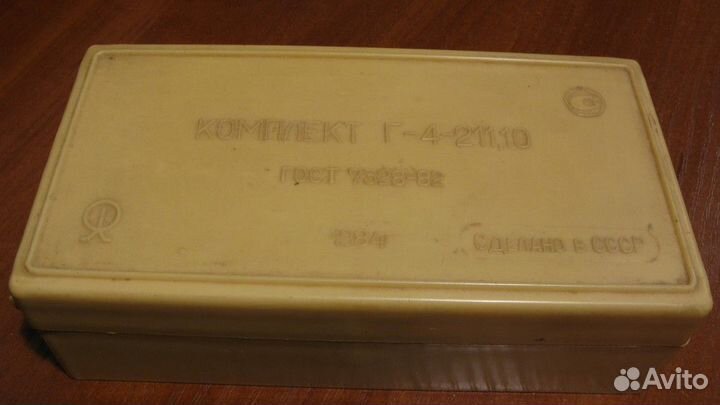 КОМПЛЕКТ Г-4-211,10
ГОСТ 7328-82
1984г
СДЕЛАНО В СССР
Avito